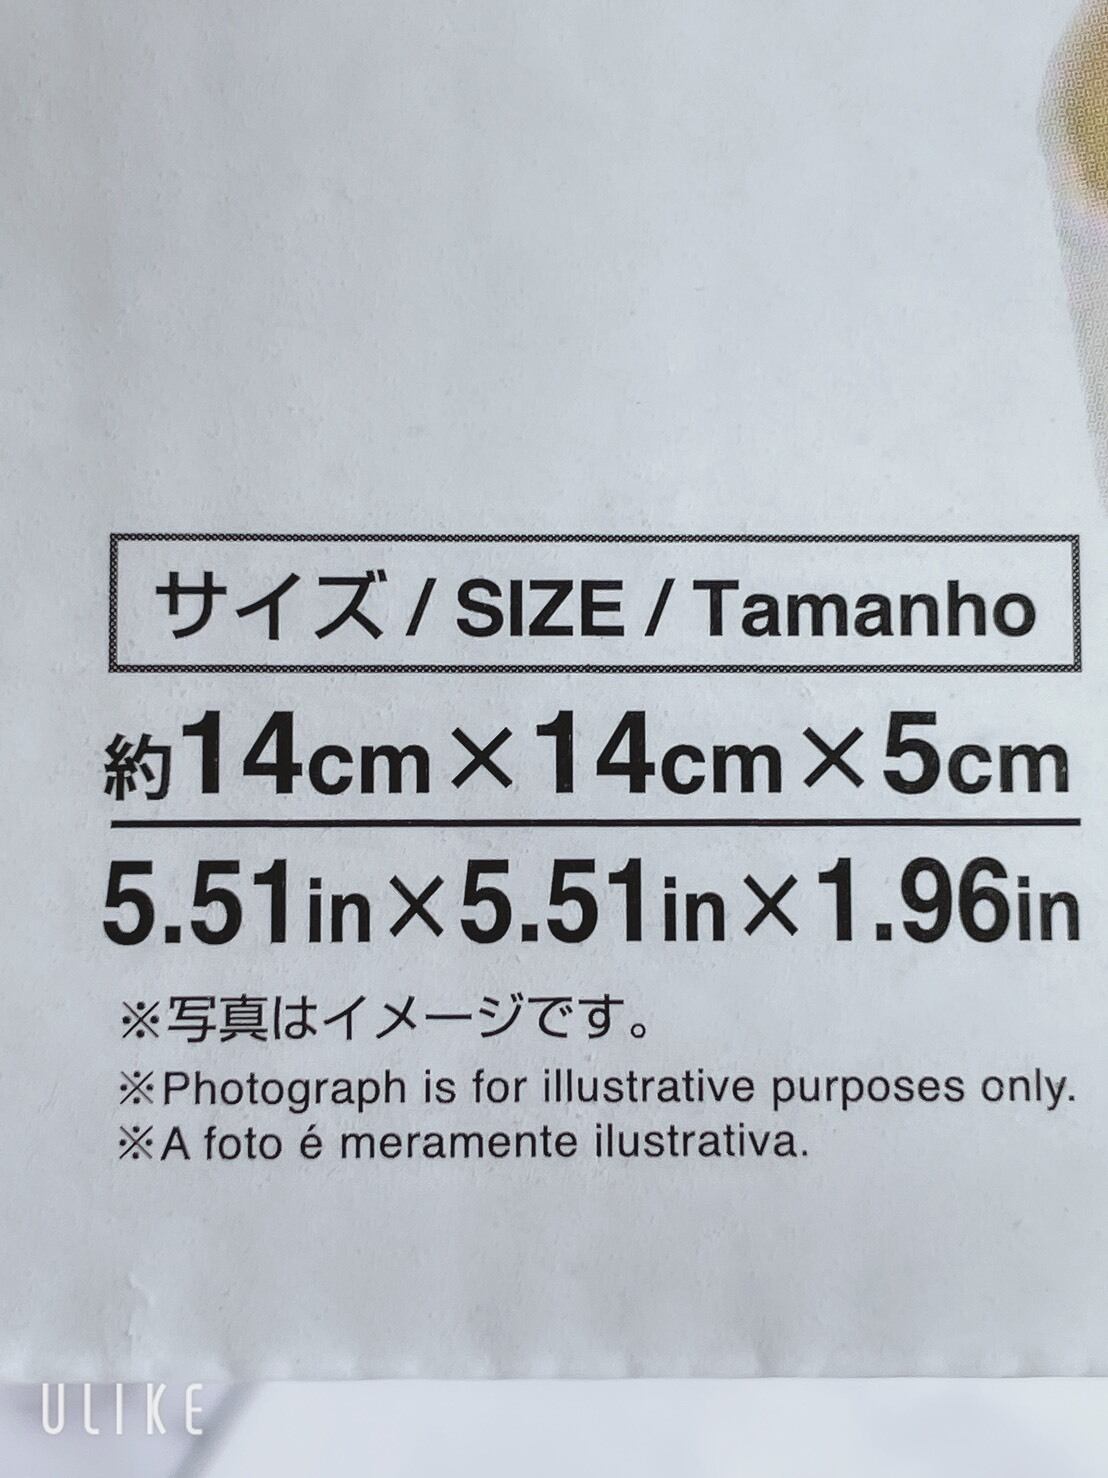 サイズ / SIZE / Tamanho
約14cm×14cm×5cm
5.51in×5.51in×1.96in
※写真はイメージです。
※Photograph is for illustrative purposes only.
※A foto é meramente ilustrativa.
ULIKE